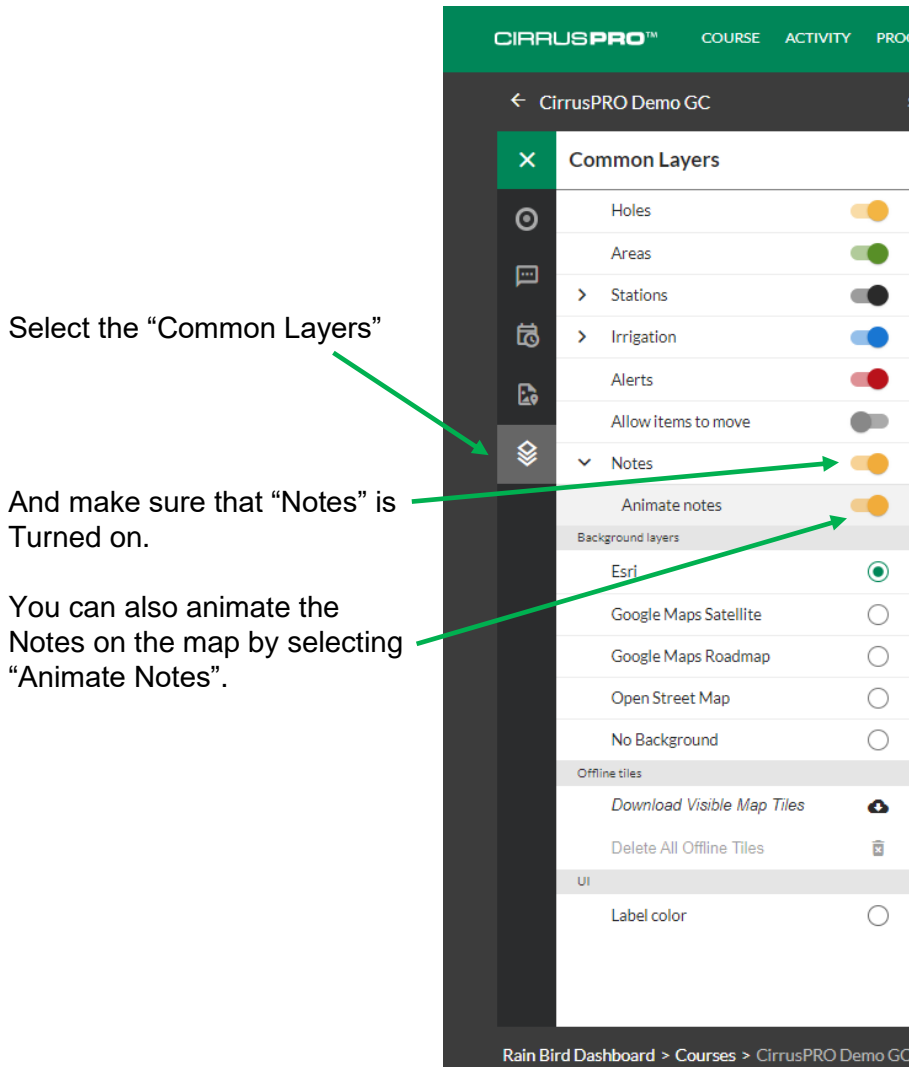 CIRRUSPRO™ COURSE ACTIVITY
CirrusPRO Demo GC
Common Layers
Holes
Areas
Stations
Select the “Common Layers”
Irrigation
Alerts
Allow items to move
Notes
And make sure that “Notes” is
Turned on.
Animate notes
Background layers
Esri
You can also animate the
Notes on the map by selecting
“Animate Notes”.
Google Maps Satellite
Google Maps Roadmap
Open Street Map
No Background
Offline tiles
Download Visible Map Tiles
Delete All Offline Tiles
UI
Label color
Rain Bird Dashboard > Courses > CirrusPRO Demo GC